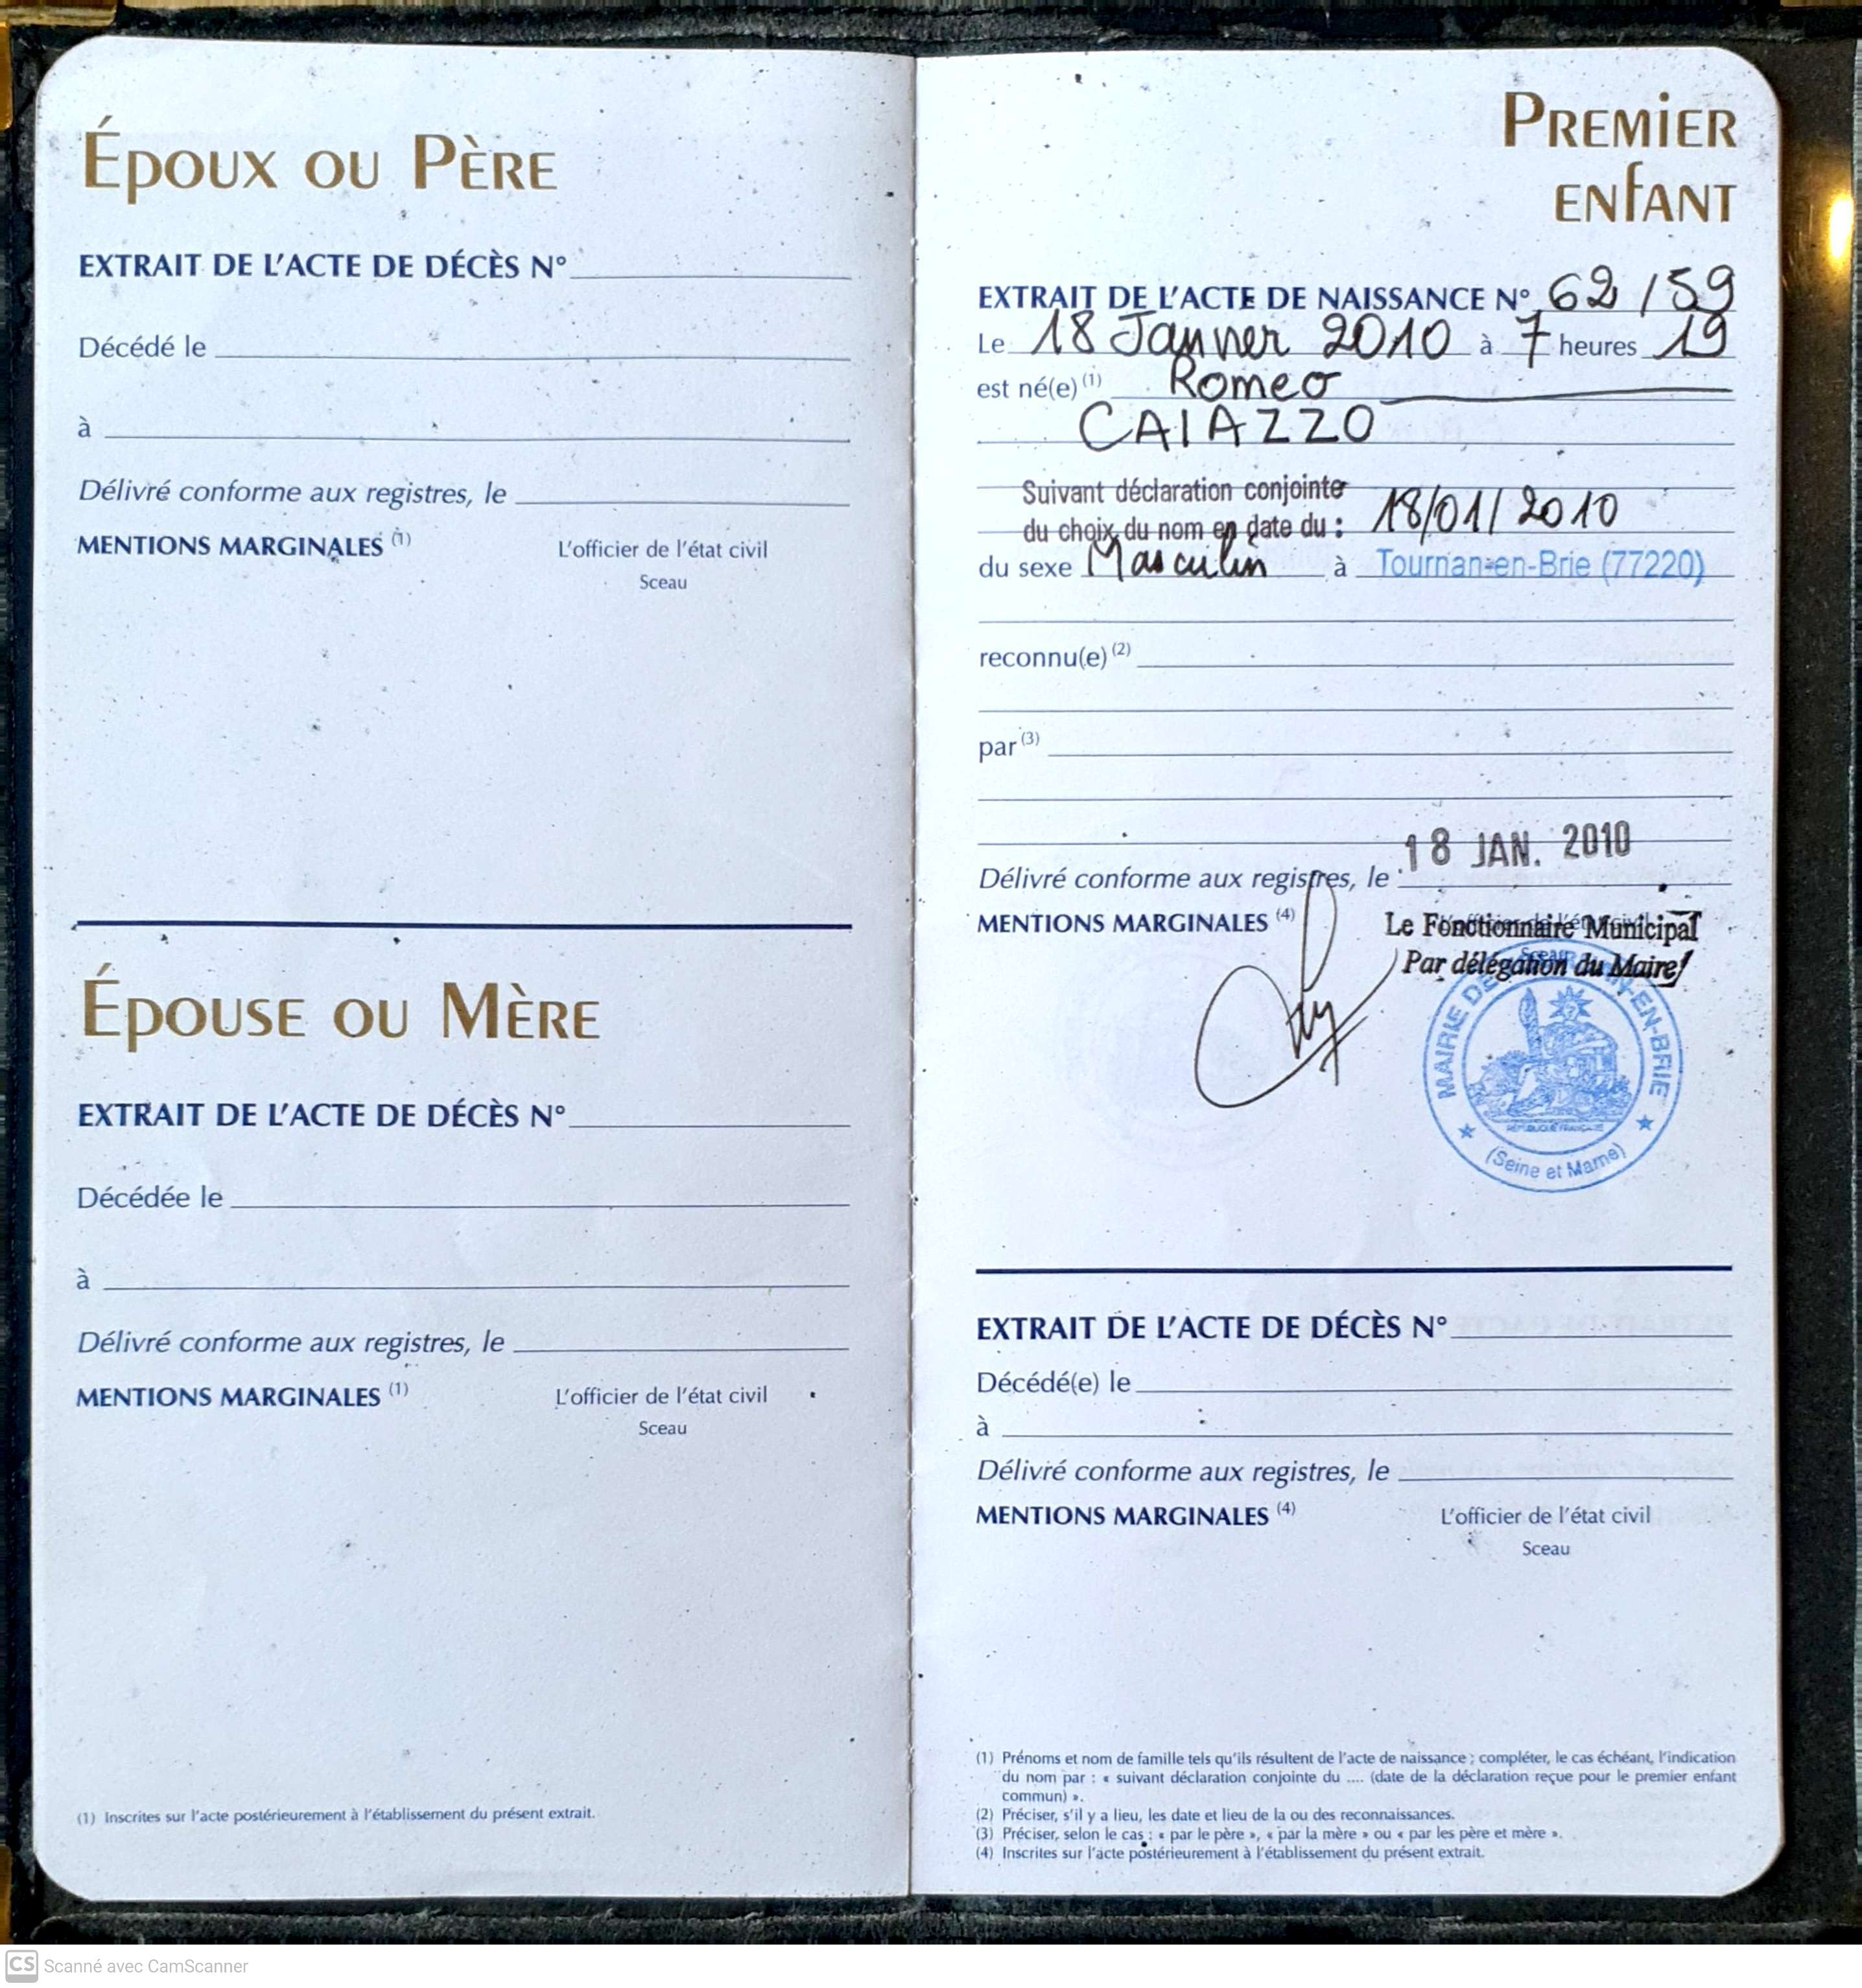 Époux ou Père
EXTRAIT DE L'ACTE DE DÉCÈS N°
Décédé le
à
Délivré conforme aux registres, le
MENTIONS MARGINALES (1)
L'officier de l'état civil
Sceau
Épouse ou Mère
EXTRAIT DE L'ACTE DE DÉCÈS N°
Décédée le
à
Délivré conforme aux registres, le
MENTIONS MARGINALES (1)
L'officier de l'état civil
Sceau
(1) Inscrites sur l'acte postérieurement à l'établissement du présent extrait.
Premier
enfant
EXTRAIT DE L'ACTE DE NAISSANCE N° 62/59
Le 18 Janvier 2010 à 7 heures 19
est né(e) (1) Romeo
CAIAZZO
Suivant déclaration conjointe
du choix du nom en date du : 18/01/2010
du sexe Masculin à Tournan-en-Brie (77220)
reconnu(e) (2)
par (3)
Délivré conforme aux registres, le 18 JAN. 2010
MENTIONS MARGINALES (4)
Le Fonctionnaire Municipal
Par délégation du Maire
MAIRIE DE TOURNAN-EN-BRIE
RÉPUBLIQUE FRANÇAISE
(Seine et Marne)
EXTRAIT DE L'ACTE DE DÉCÈS N°
Décédé(e) le
à
Délivré conforme aux registres, le
MENTIONS MARGINALES (4)
L'officier de l'état civil
Sceau
(1) Prénoms et nom de famille tels qu'ils résultent de l'acte de naissance ; compléter, le cas échéant, l'indication
du nom par : « suivant déclaration conjointe du .... (date de la déclaration reçue pour le premier enfant
commun) ».
(2) Préciser, s'il y a lieu, les date et lieu de la ou des reconnaissances.
(3) Préciser, selon le cas : « par le père », « par la mère » ou « par les père et mère ».
(4) Inscrites sur l'acte postérieurement à l'établissement du présent extrait.
CS Scanné avec CamScanner